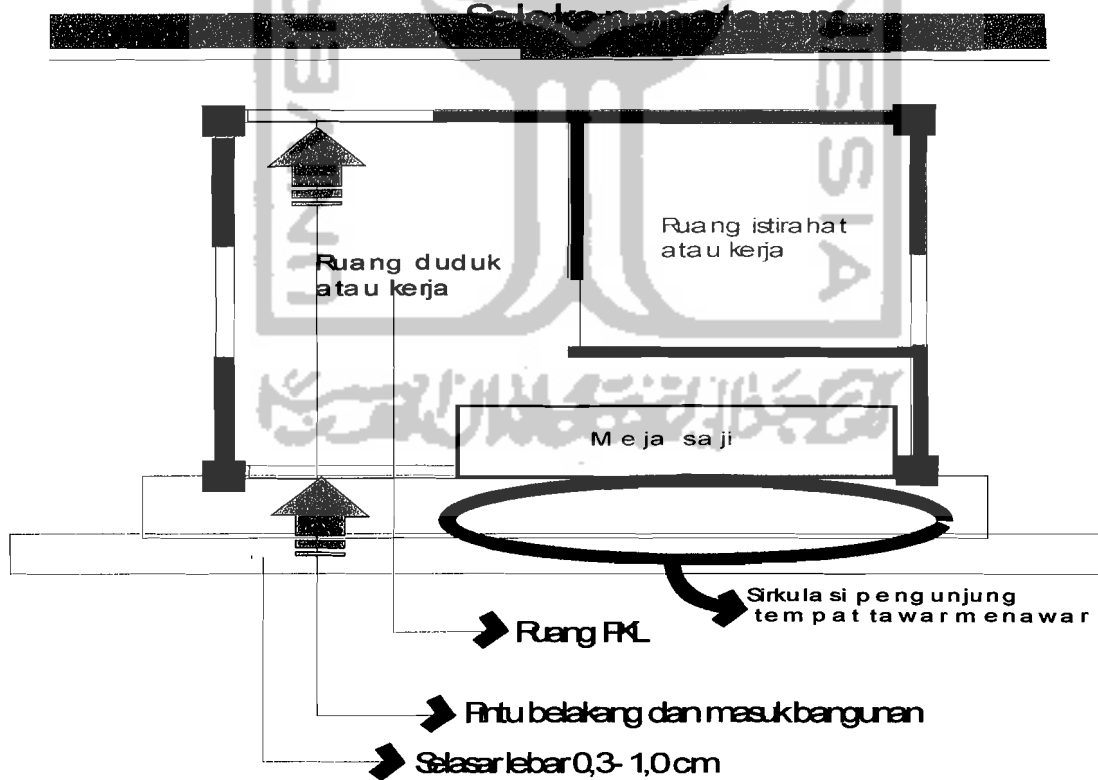 Selokan mataram
Ruang istirahat
atau kerja
Ruang duduk
atau kerja
Meja saji
Sirkulasi pengunjung
tempat tawar menawar
Ruang PKL
Pintu belakang dan masuk bangunan
Selasar lebar 0,3- 1,0 cm